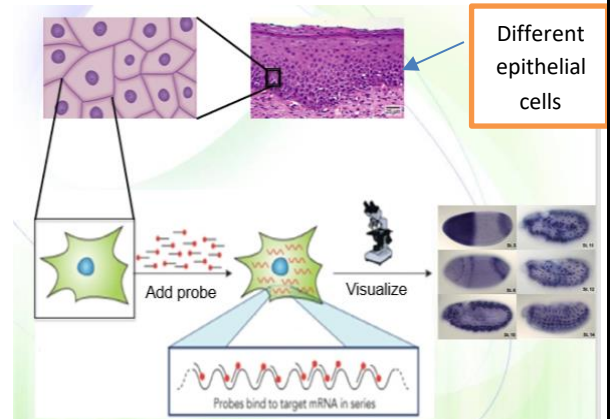 Different
epithelial
cells
Add probe
Visualize
Probes bind to target mRNA in series